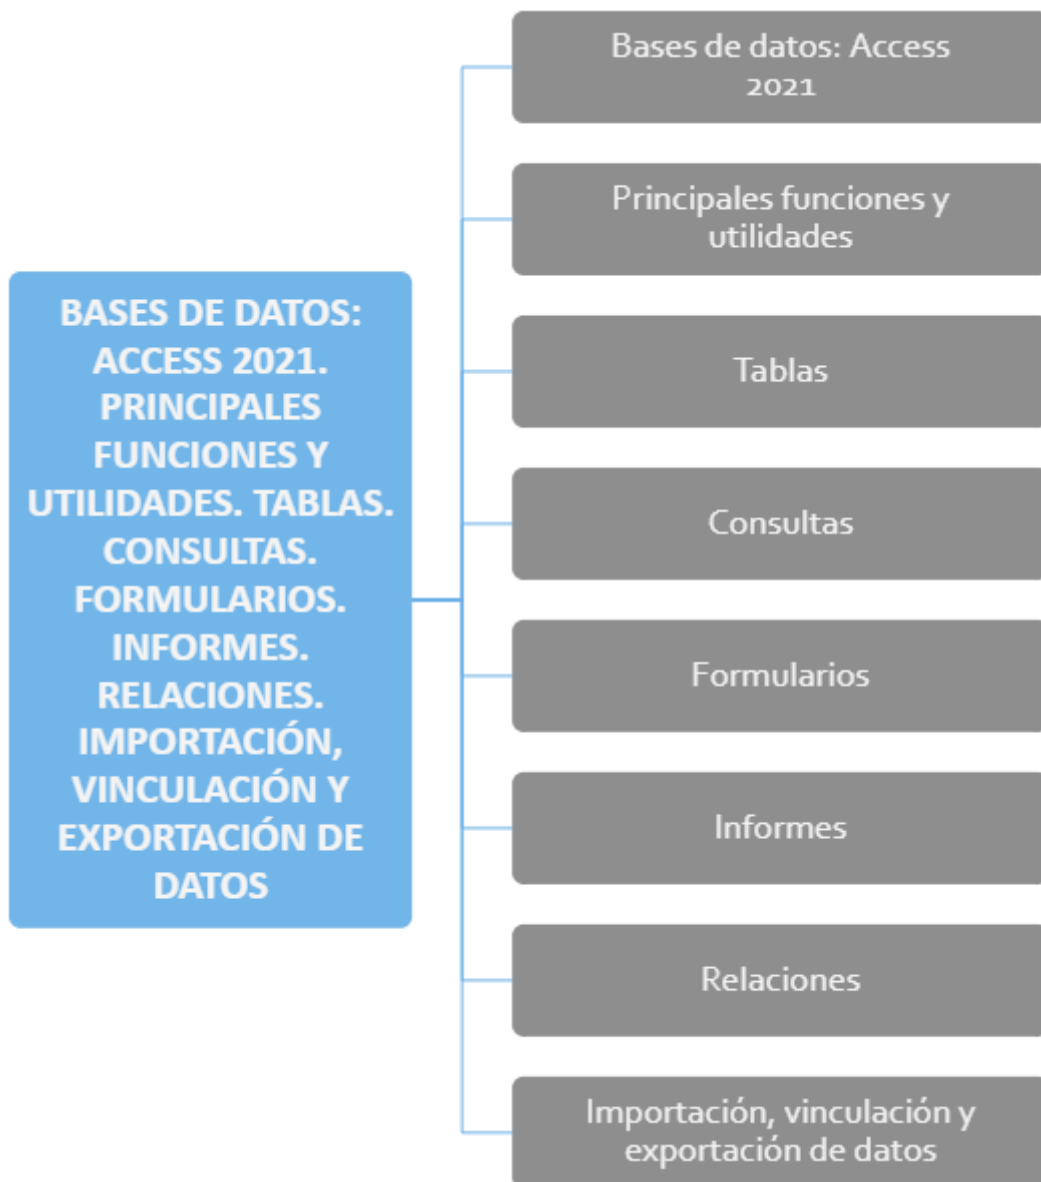 BASES DE DATOS:
ACCESS 2021.
PRINCIPALES
FUNCIONES Y
UTILIDADES. TABLAS.
CONSULTAS.
FORMULARIOS.
INFORMES.
RELACIONES.
IMPORTACIÓN,
VINCULACIÓN Y
EXPORTACIÓN DE
DATOS
Bases de datos: Access
2021
Principales funciones y
utilidades
Tablas
Consultas
Formularios
Informes
Relaciones
Importación, vinculación y
exportación de datos